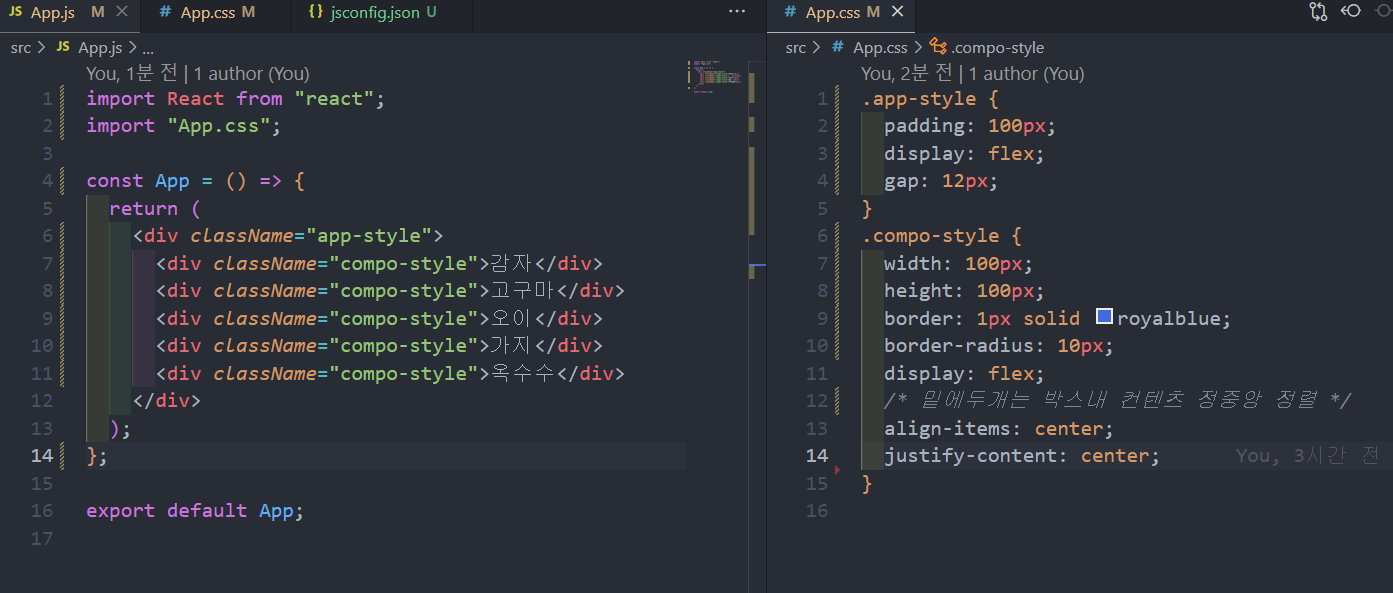 JS App.js M
# App.css M
{} jsconfig.json U
...
src > JS App.js > ...
You, 1분 전 | 1 author (You)
1 import React from "react";
2 import "App.css";
3
4 const App = () => {
5 return (
6 <div className="app-style">
7 <div className="compo-style">감자</div>
8 <div className="compo-style">고구마</div>
9 <div className="compo-style">오이</div>
10 <div className="compo-style">가지</div>
11 <div className="compo-style">옥수수</div>
12 </div>
13 );
14 };
15
16 export default App;
17
# App.css M
src > # App.css > .compo-style
You, 2분 전 | 1 author (You)
1 .app-style {
2 padding: 100px;
3 display: flex;
4 gap: 12px;
5 }
6 .compo-style {
7 width: 100px;
8 height: 100px;
9 border: 1px solid royalblue;
10 border-radius: 10px;
11 display: flex;
12 /* 밑에두개는 박스내 컨텐츠 정중앙 정렬 */
13 align-items: center;
14 justify-content: center; You, 3시간 전
15 }
16